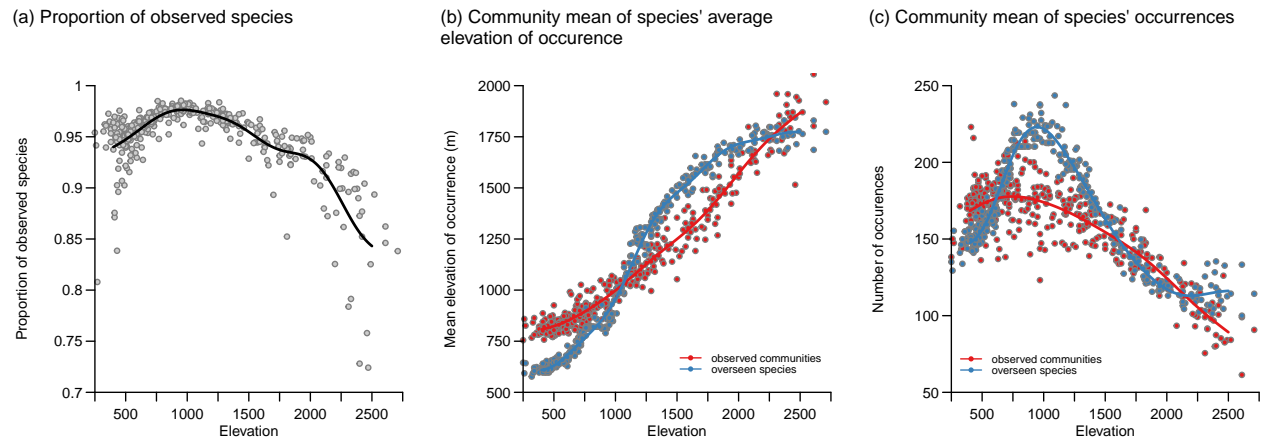 (a) Proportion of observed species
(b) Community mean of species' average
elevation of occurence
(c) Community mean of species' occurrences
Proportion of observed species
1
0.95
0.9
0.85
0.8
0.75
0.7
500
1000
1500
2000
2500
Elevation
Mean elevation of occurrence (m)
2000
1750
1500
1250
1000
750
500
observed communities
overseen species
500
1000
1500
2000
2500
Elevation
Number of occurences
250
200
150
100
50
observed communities
overseen species
500
1000
1500
2000
2500
Elevation